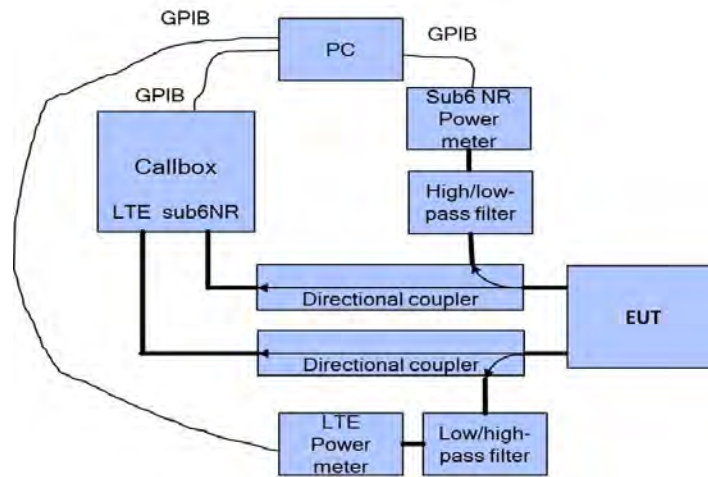 GPIB
PC
GPIB
GPIB
Sub6 NR
Power
meter
Callbox
LTE sub6NR
High/low-
pass filter
Directional coupler
EUT
Directional coupler
LTE
Power
meter
Low/high-
pass filter